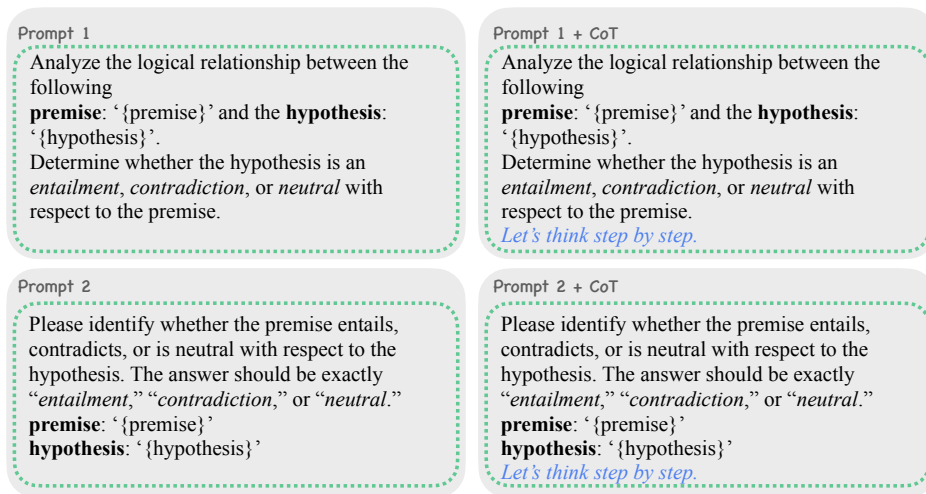 Prompt 1
Analyze the logical relationship between the
following
premise: ‘{premise}’ and the hypothesis:
‘{hypothesis}’.
Determine whether the hypothesis is an
entailment, contradiction, or neutral with
respect to the premise.
Prompt 1 + CoT
Analyze the logical relationship between the
following
premise: ‘{premise}’ and the hypothesis:
‘{hypothesis}’.
Determine whether the hypothesis is an
entailment, contradiction, or neutral with
respect to the premise.
Let’s think step by step.
Prompt 2
Please identify whether the premise entails,
contradicts, or is neutral with respect to the
hypothesis. The answer should be exactly
“entailment,” “contradiction,” or “neutral.”
premise: ‘{premise}’
hypothesis: ‘{hypothesis}’
Prompt 2 + CoT
Please identify whether the premise entails,
contradicts, or is neutral with respect to the
hypothesis. The answer should be exactly
“entailment,” “contradiction,” or “neutral.”
premise: ‘{premise}’
hypothesis: ‘{hypothesis}’
Let’s think step by step.